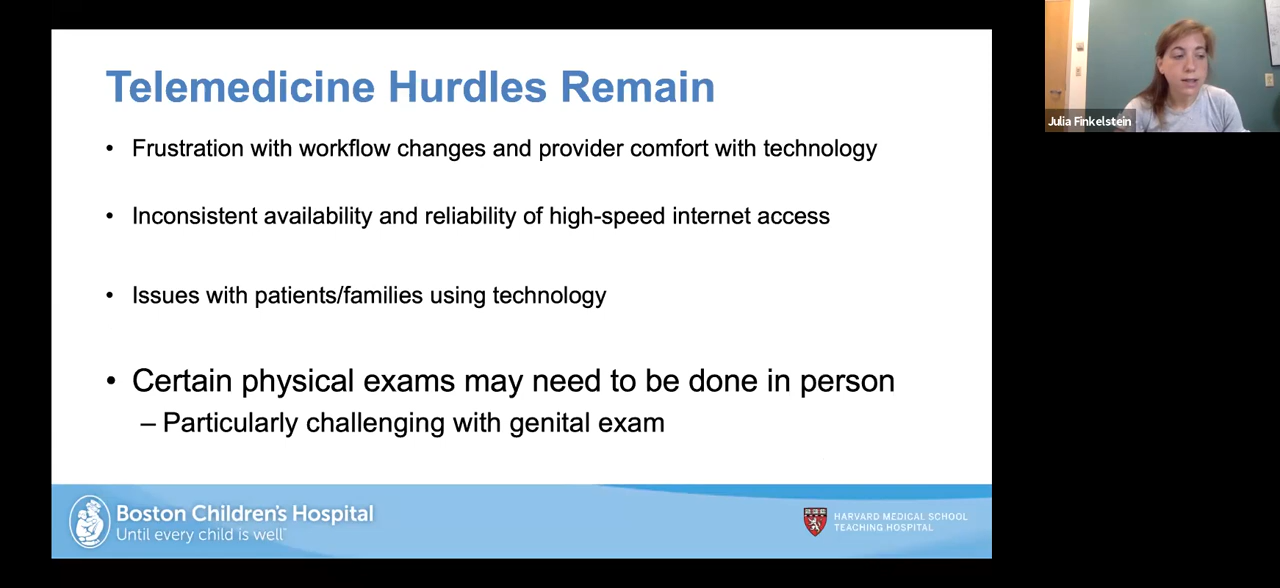 Telemedicine Hurdles Remain
• Frustration with workflow changes and provider comfort with technology
• Inconsistent availability and reliability of high-speed internet access
• Issues with patients/families using technology
• Certain physical exams may need to be done in person
– Particularly challenging with genital exam
Boston Children's Hospital
Until every child is well™
HARVARD MEDICAL SCHOOL
TEACHING HOSPITAL
Julia Finkelstein